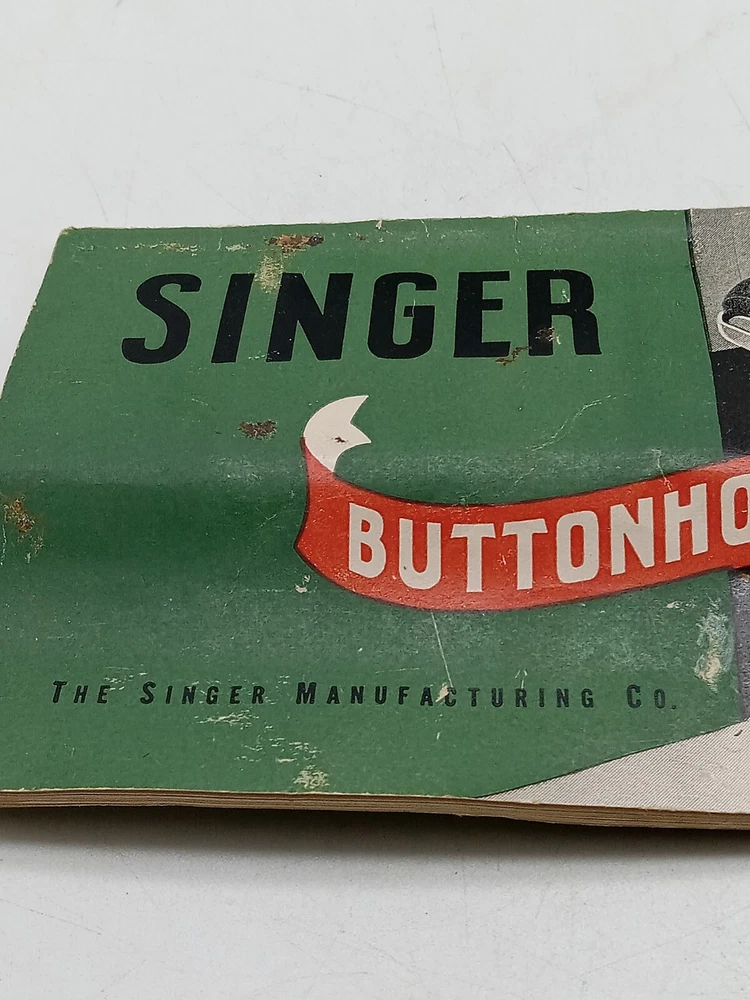 SINGER
BUTTONHO
THE SINGER MANUFACTURING CO.